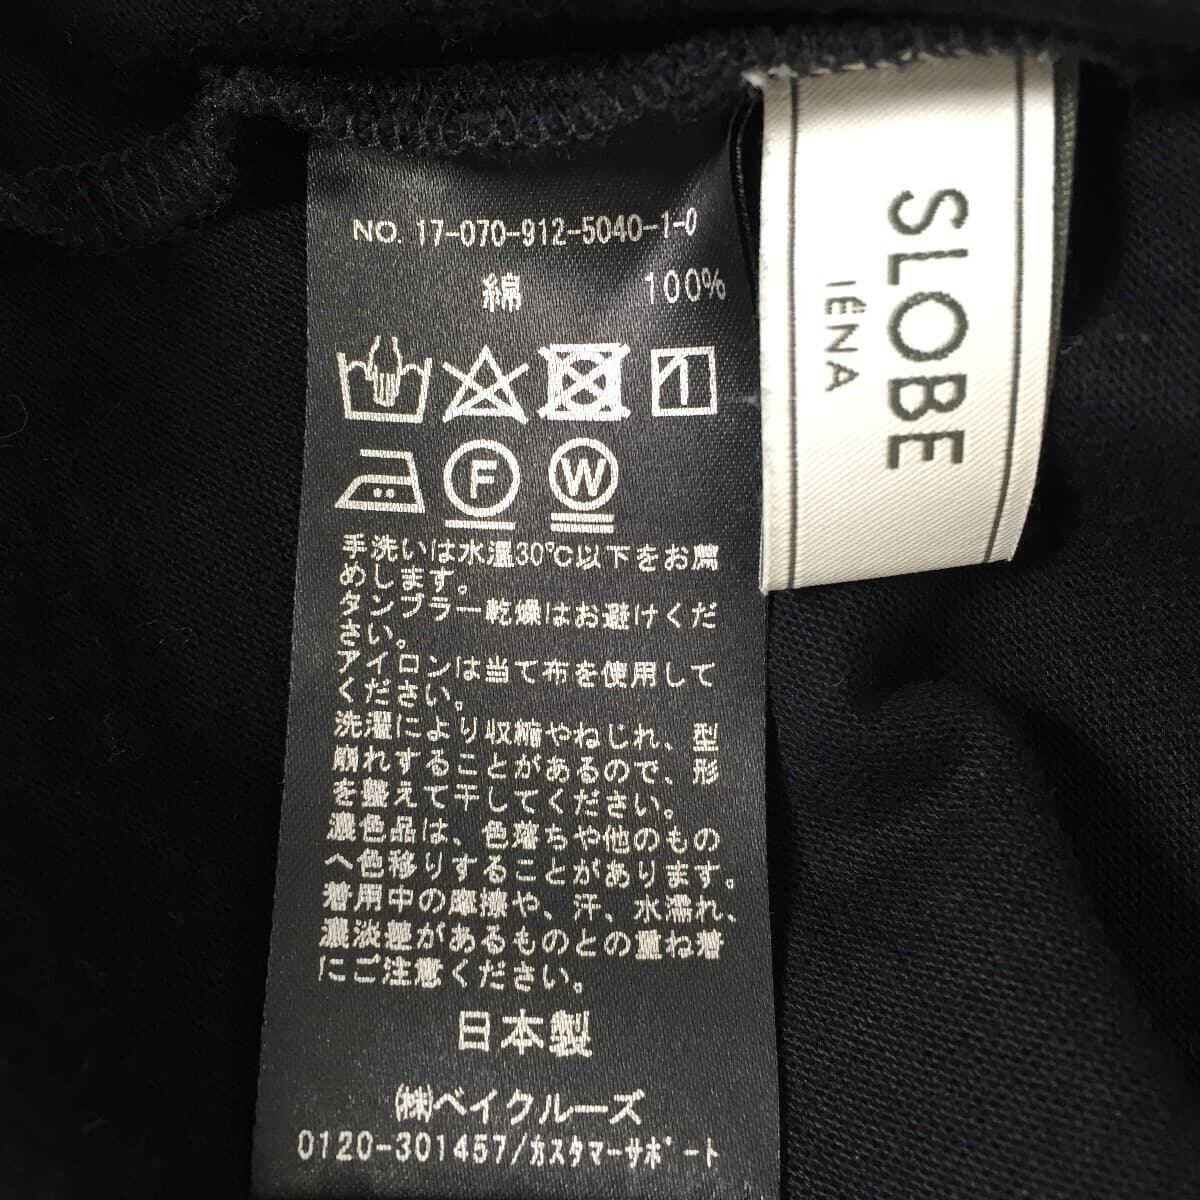 NO. 17-070-912-5040-1-0
綿 100%
F W
手洗いは水温30℃以下をお薦
めします。
タンブラー乾燥はお避けくだ
さい。
アイロンは当て布を使用して
ください。
洗濯により収縮やねじれ、型
崩れすることがあるので、形
を整えて干してください。
濃色品は、色落ちや他のもの
へ色移りすることがあります。
着用中の摩擦や、汗、水濡れ、
濃淡差があるものとの重ね着
にご注意ください。
日本製
㈱ベイクルーズ
0120-301457/カスタマーサポート
SLOBE
IÉNA